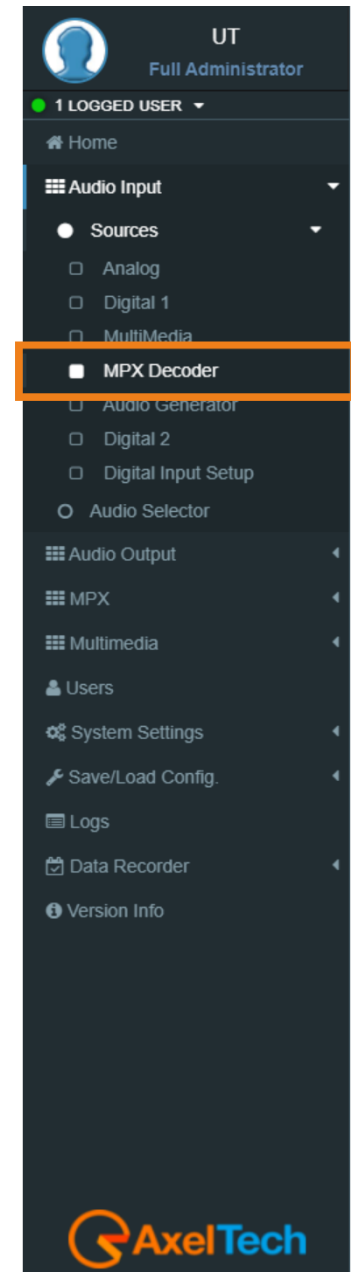 UT
Full Administrator
1 LOGGED USER
Home
Audio Input
Sources
Analog
Digital 1
MultiMedia
MPX Decoder
Audio Generator
Digital 2
Digital Input Setup
Audio Selector
Audio Output
MPX
Multimedia
Users
System Settings
Save/Load Config.
Logs
Data Recorder
Version Info
AxelTech